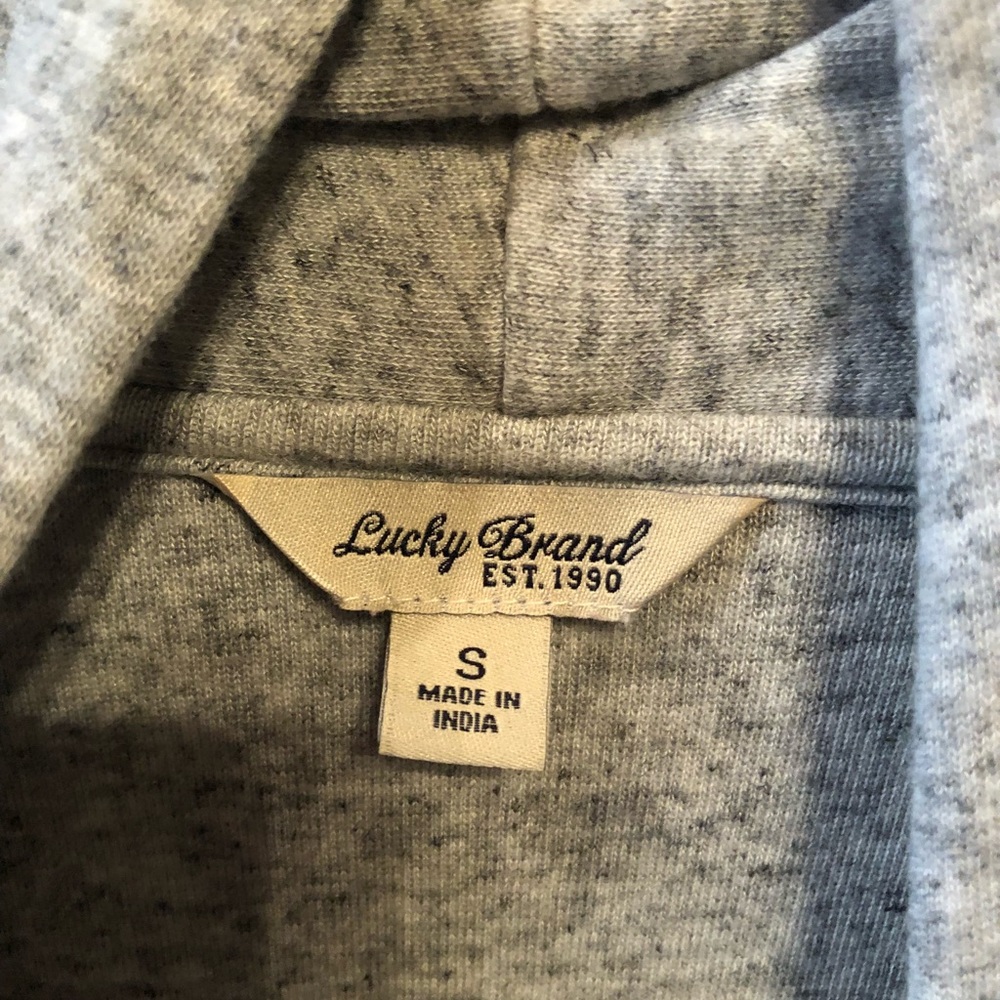 Lucky Brand
EST. 1990
S
MADE IN
INDIA